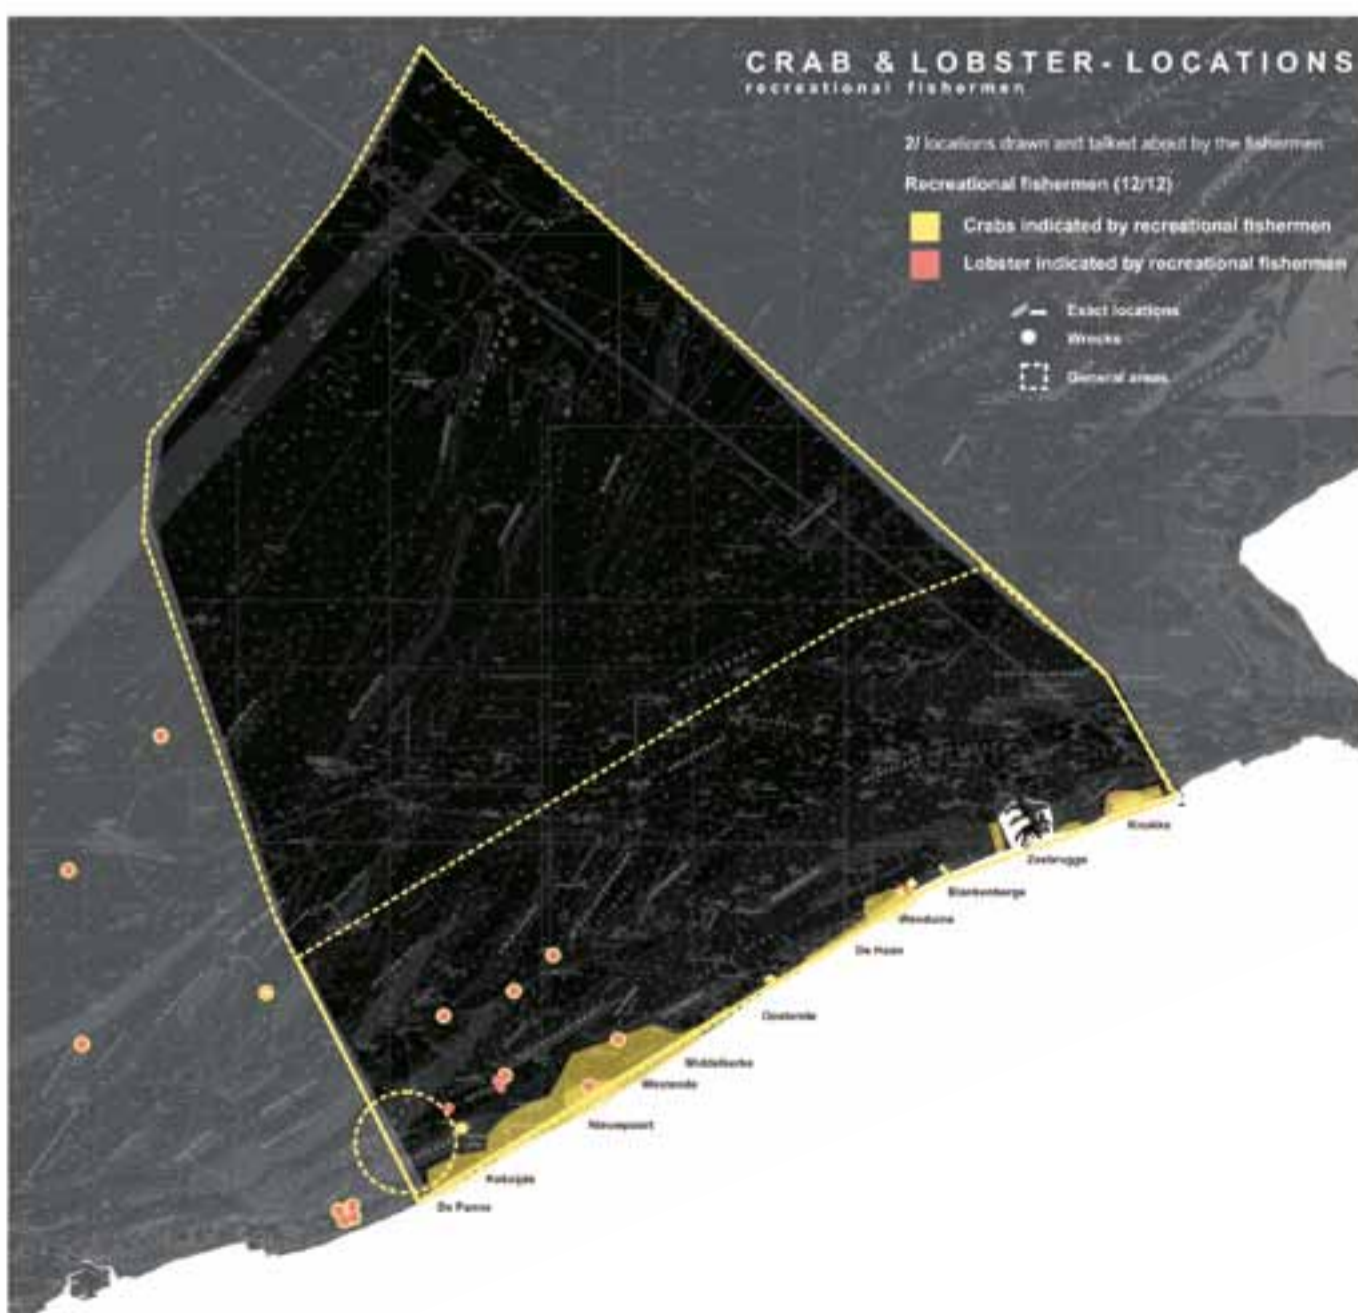 CRAB & LOBSTER - LOCATIONS
recreational fishermen
2/ locations drawn and talked about by the fishermen
Recreational fishermen (12/12)
Crabs indicated by recreational fishermen
Lobster indicated by recreational fishermen
Exact locations
Wrecks
General areas
Knokke
Zeebrugge
Blankenberge
Wenduine
De Haan
Oostende
Middelkerke
Westende
Nieuwpoort
Koksijde
De Panne